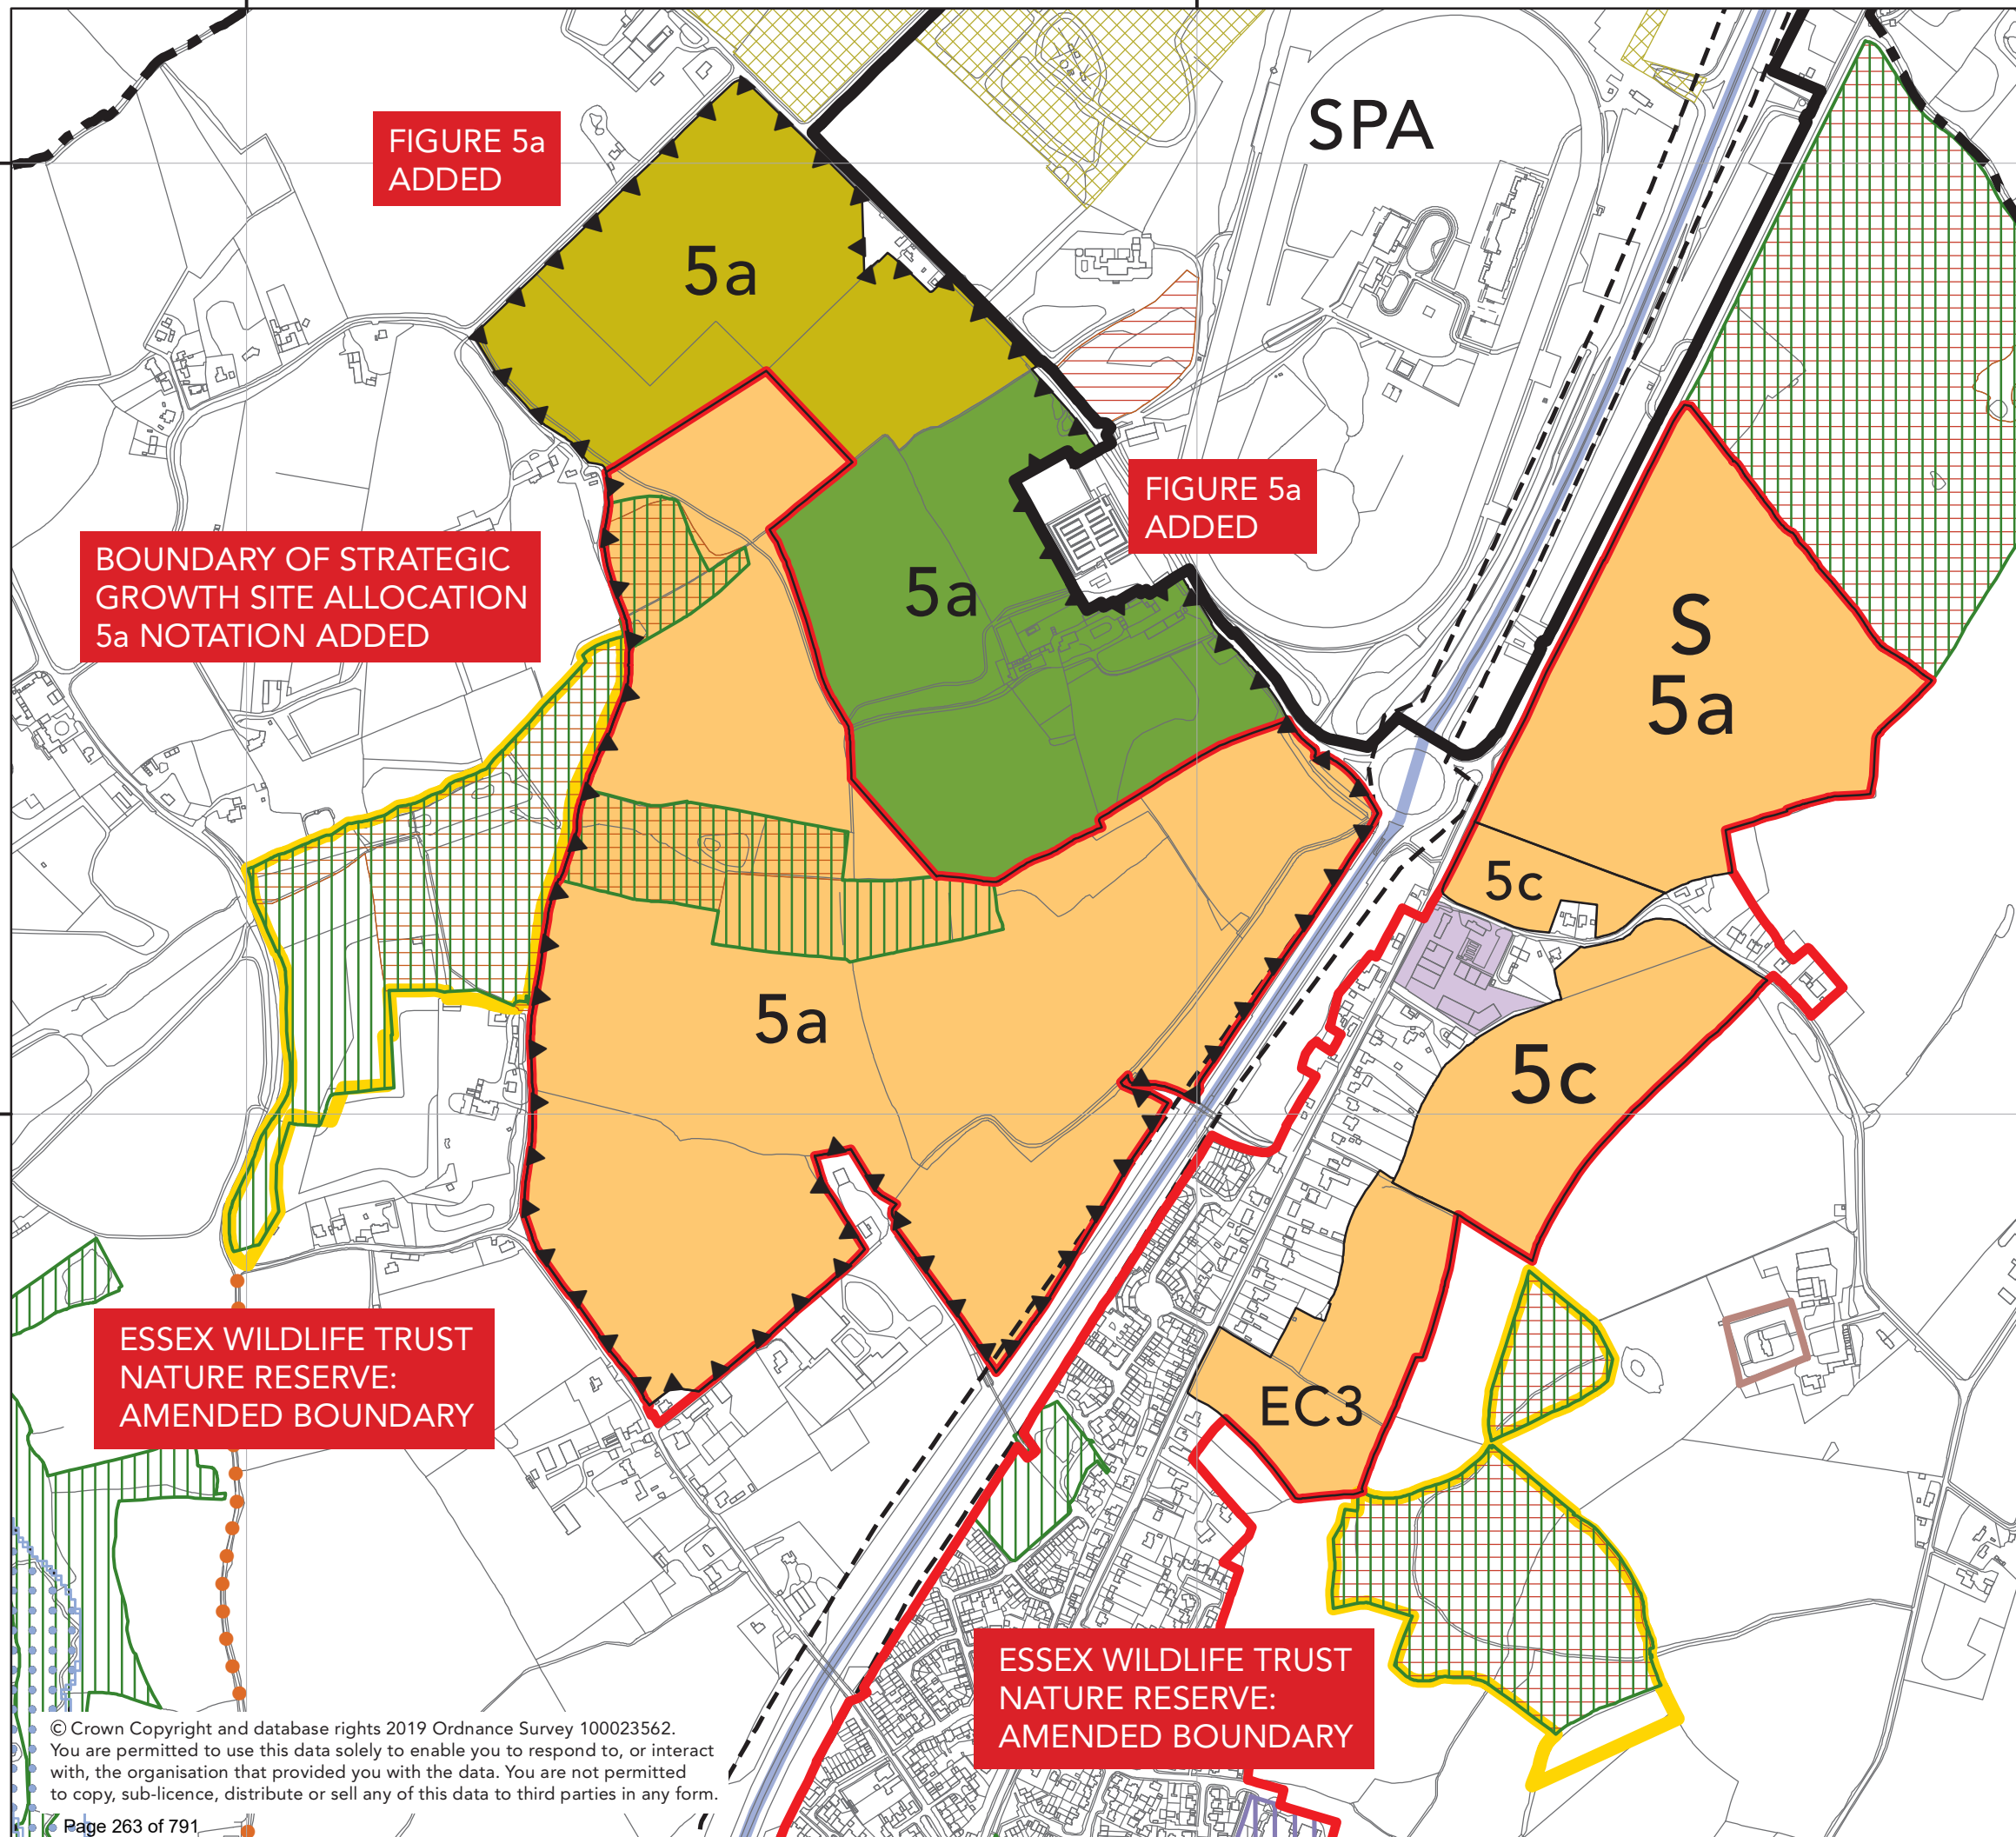 FIGURE 5a
ADDED
SPA
5a
FIGURE 5a
ADDED
BOUNDARY OF STRATEGIC
GROWTH SITE ALLOCATION
5a NOTATION ADDED
5a
S
5a
5c
5a
5c
ESSEX WILDLIFE TRUST
NATURE RESERVE:
AMENDED BOUNDARY
EC3
ESSEX WILDLIFE TRUST
NATURE RESERVE:
AMENDED BOUNDARY
© Crown Copyright and database rights 2019 Ordnance Survey 100023562.
You are permitted to use this data solely to enable you to respond to, or interact
with, the organisation that provided you with the data. You are not permitted
to copy, sub-licence, distribute or sell any of this data to third parties in any form.
Page 263 of 791